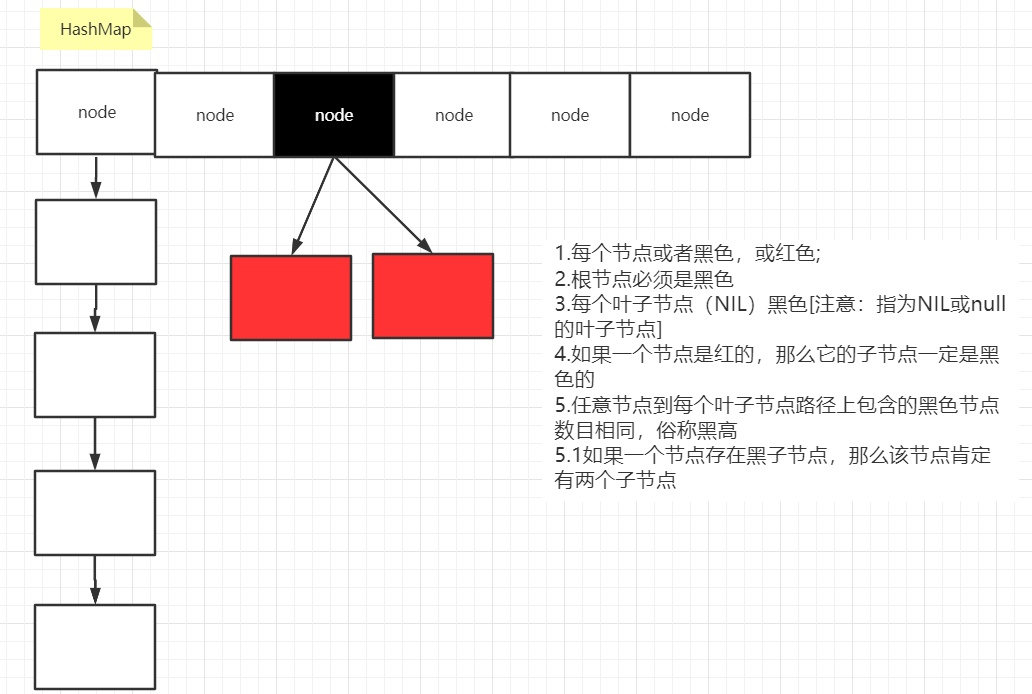 HashMap
node
node
node
node
node
node
1.每个节点或者黑色，或红色;
2.根节点必须是黑色
3.每个叶子节点（NIL）黑色[注意：指为NIL或null
的叶子节点]
4.如果一个节点是红的，那么它的子节点一定是黑
色的
5.任意节点到每个叶子节点路径上包含的黑色节点
数目相同，俗称黑高
5.1如果一个节点存在黑子节点，那么该节点肯定
有两个子节点